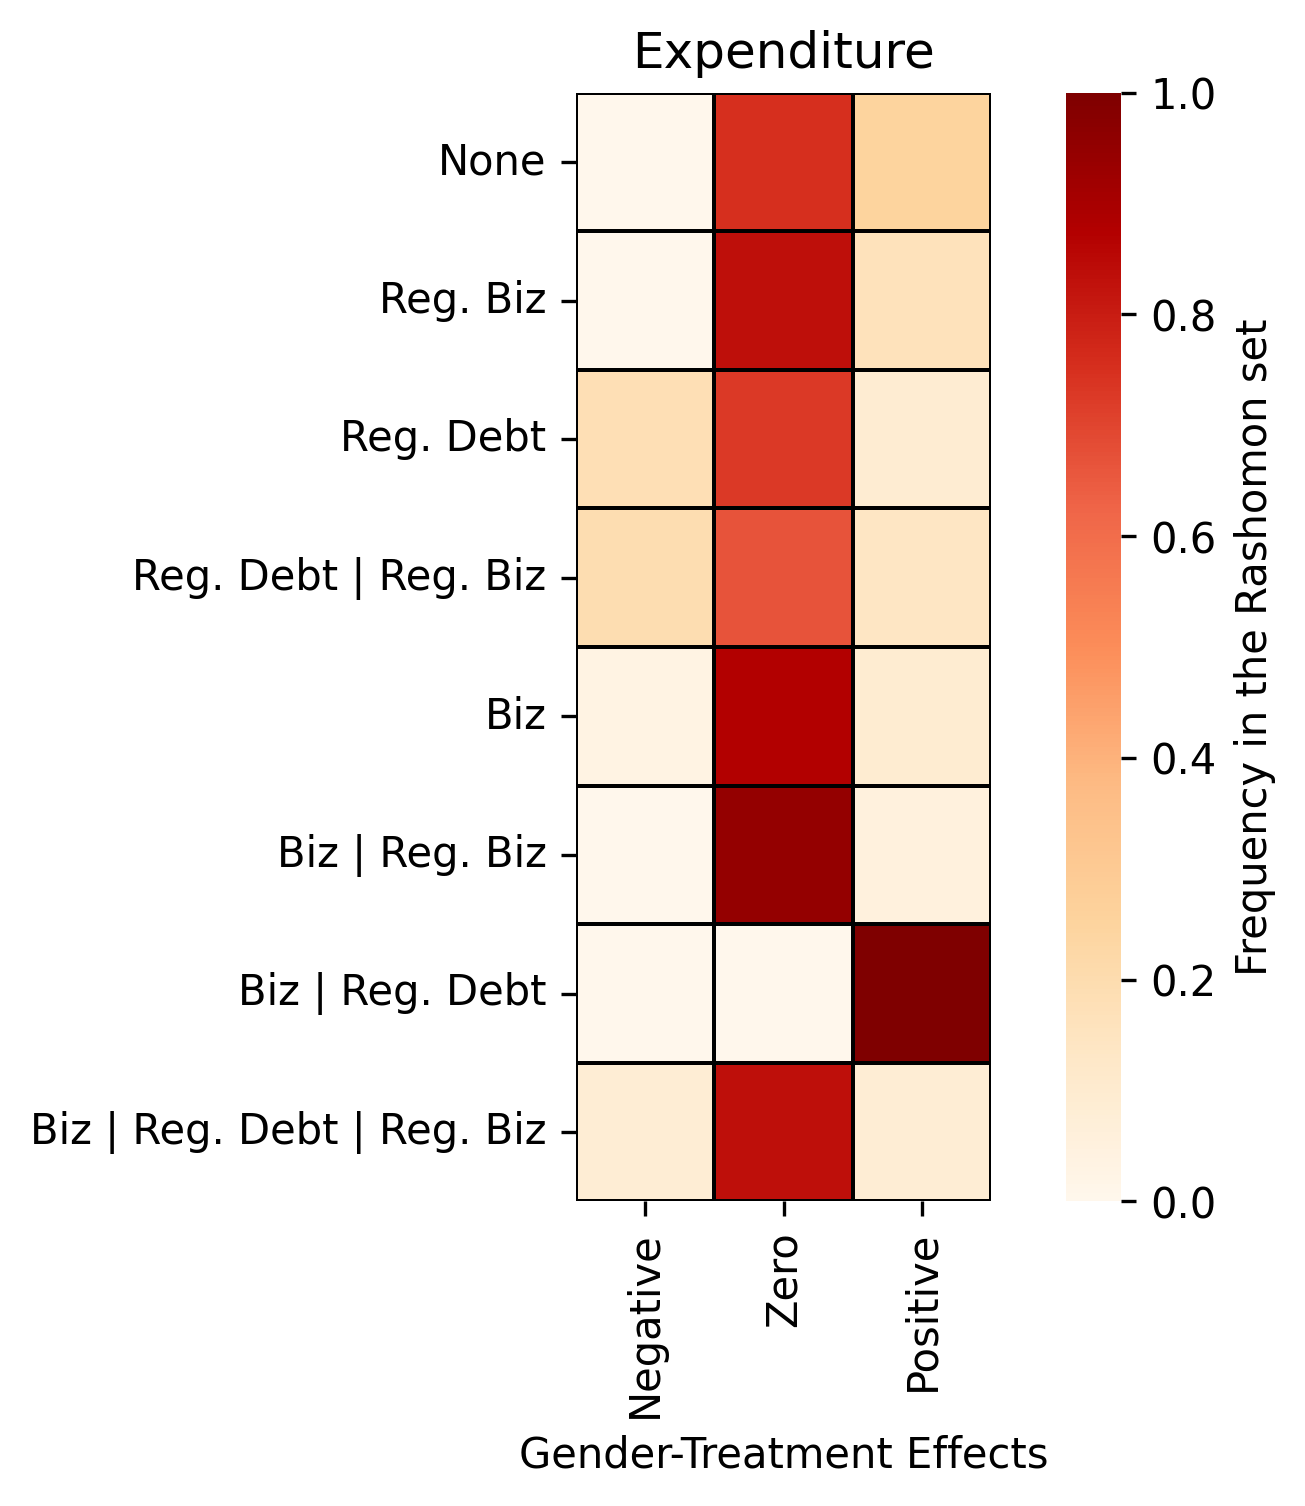 Expenditure
None
Reg. Biz
Reg. Debt
Reg. Debt | Reg. Biz
Biz
Biz | Reg. Biz
Biz | Reg. Debt
Biz | Reg. Debt | Reg. Biz
Negative
Zero
Positive
Gender-Treatment Effects
1.0
0.8
0.6
0.4
0.2
0.0
Frequency in the Rashomon set